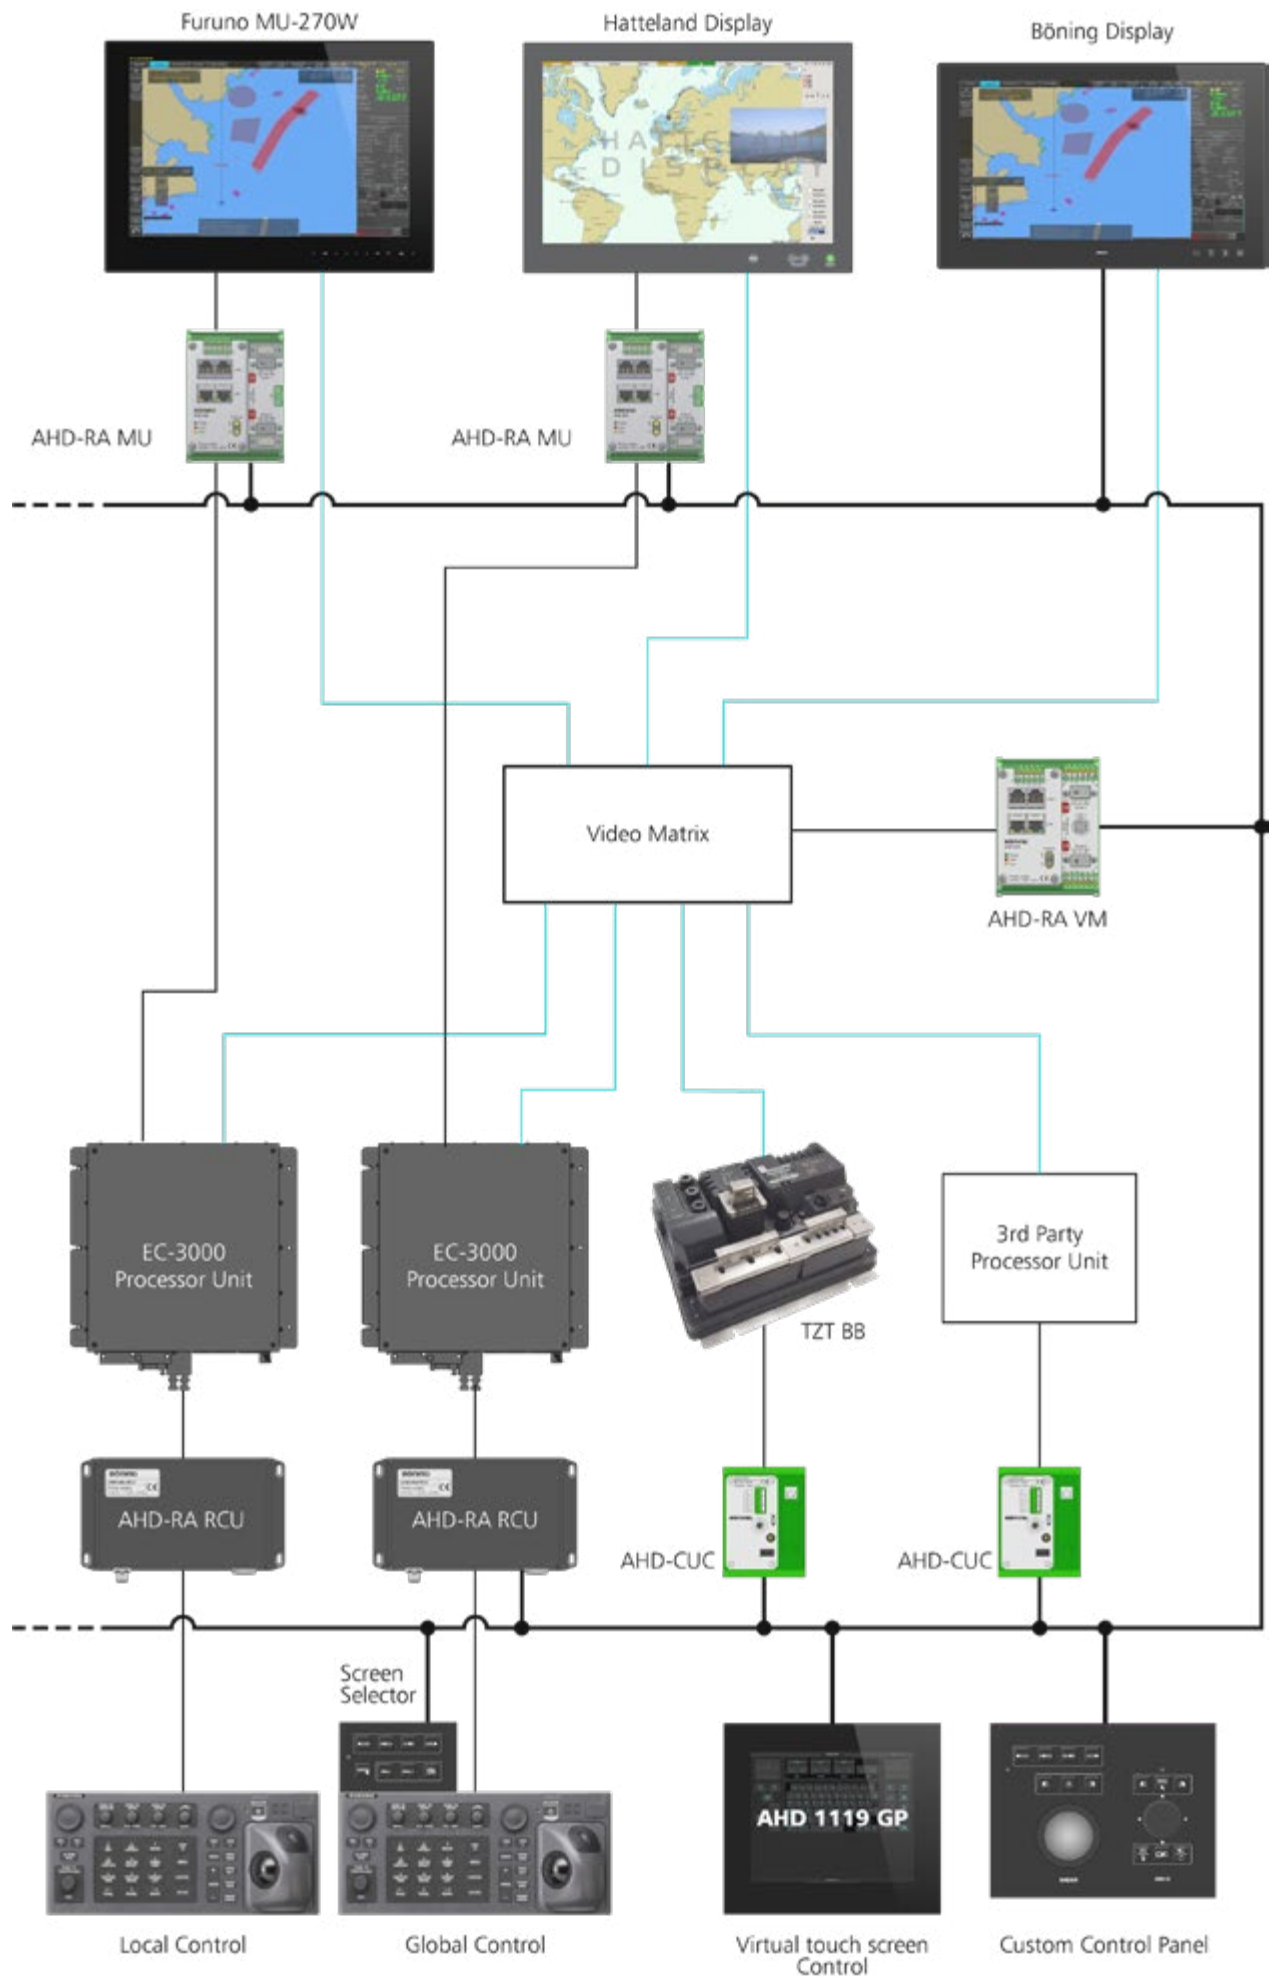 Furuno MU-270W
Hatteland Display
Böning Display
HATTELAND
DISPLAY
AHD-RA MU
AHD-RA MU
Video Matrix
AHD-RA VM
EC-3000
Processor Unit
EC-3000
Processor Unit
3rd Party
Processor Unit
TZT BB
AHD-RA RCU
AHD-RA RCU
AHD-CUC
AHD-CUC
Screen
Selector
AHD 1119 GP
Local Control
Global Control
Virtual touch screen
Control
Custom Control Panel